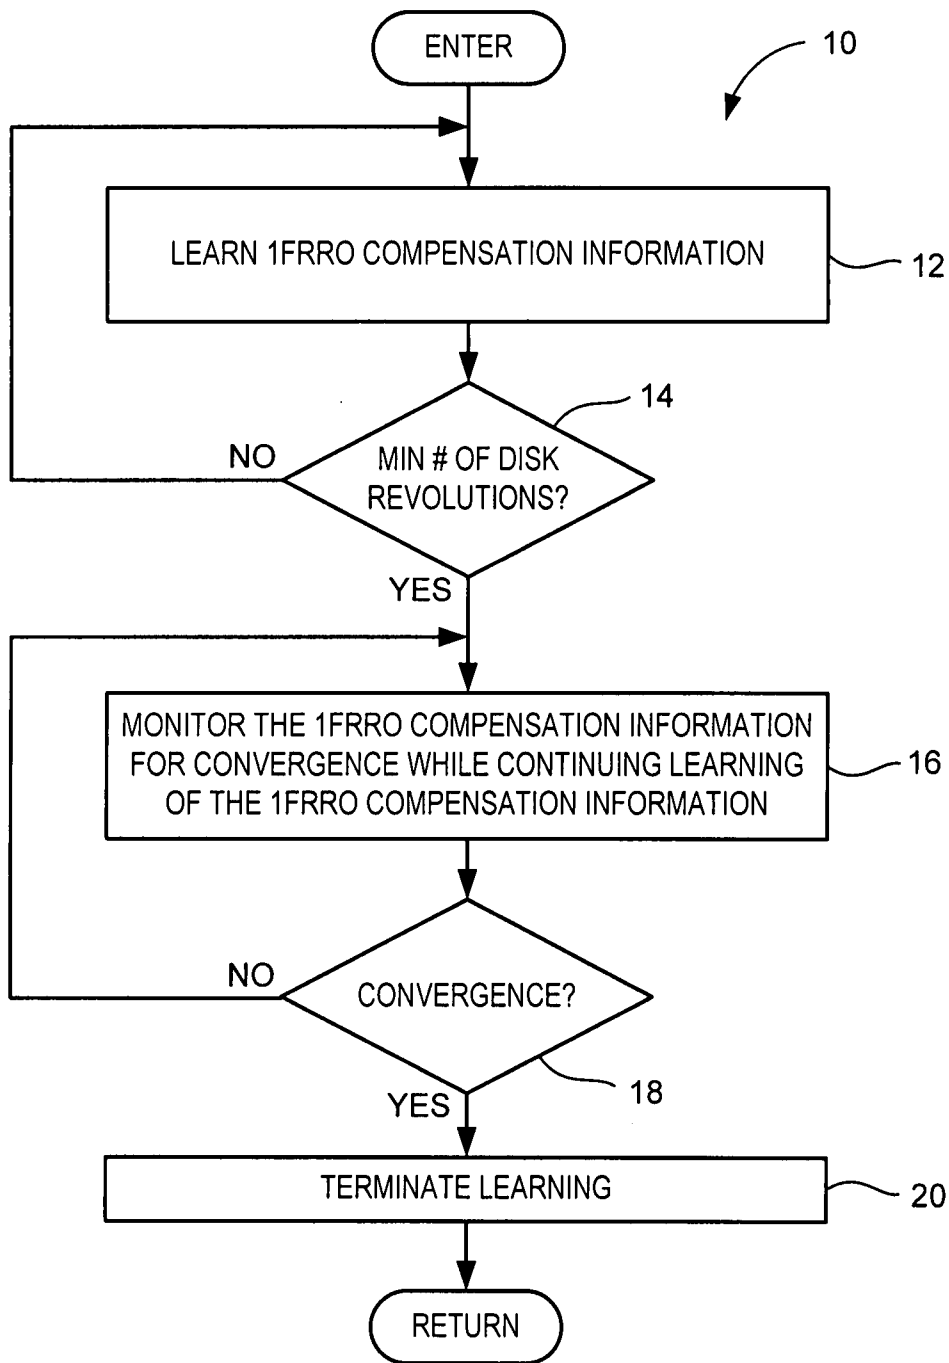 ENTER
10
LEARN 1FRRO COMPENSATION INFORMATION
12
14
MIN # OF DISK
REVOLUTIONS?
NO
YES
MONITOR THE 1FRRO COMPENSATION INFORMATION
FOR CONVERGENCE WHILE CONTINUING LEARNING
OF THE 1FRRO COMPENSATION INFORMATION
16
NO
CONVERGENCE?
18
YES
TERMINATE LEARNING
20
RETURN